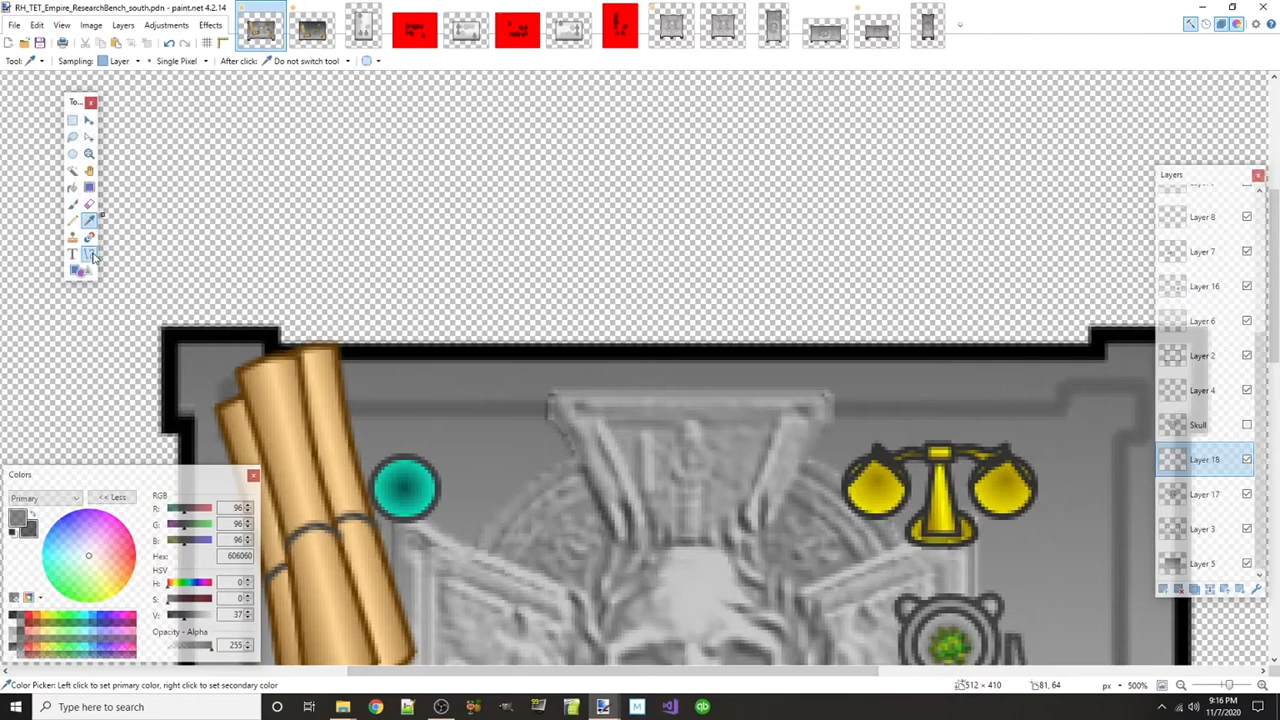 RH_TET_Empire_ResearchBench_south.pdn - paint.net 4.2.14
File Edit View Image Layers Adjustments Effects
Tool: Sampling: Layer Single Pixel After click: Do not switch tool
To...
T
Layers
Layer 8
Layer 7
Layer 16
Layer 6
Layer 2
Layer 4
Skull
Layer 18
Layer 17
Layer 3
Layer 5
Colors
Primary
<< Less
RGB
R: 96
G: 96
B: 96
Hex: 606060
HSV
H: 0
S: 0
V: 37
Opacity - Alpha
255
Color Picker: Left click to set primary color, right click to set secondary color
512 × 410
81, 64
px
500%
Type here to search
M
qb
9:16 PM
11/7/2020